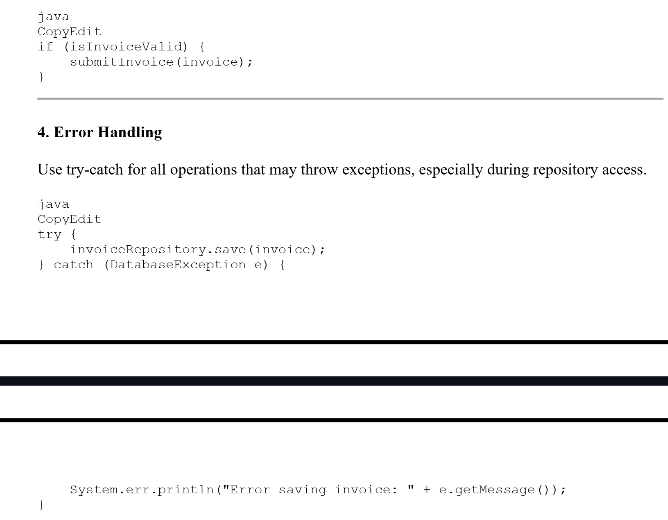 java
CopyEdit
if (isInvoiceValid) {
    submitInvoice(invoice);
}
4. Error Handling
Use try-catch for all operations that may throw exceptions, especially during repository access.
java
CopyEdit
try {
    invoiceRepository.save(invoice);
} catch (DatabaseException e) {
    System.err.println("Error saving invoice: " + e.getMessage());
}